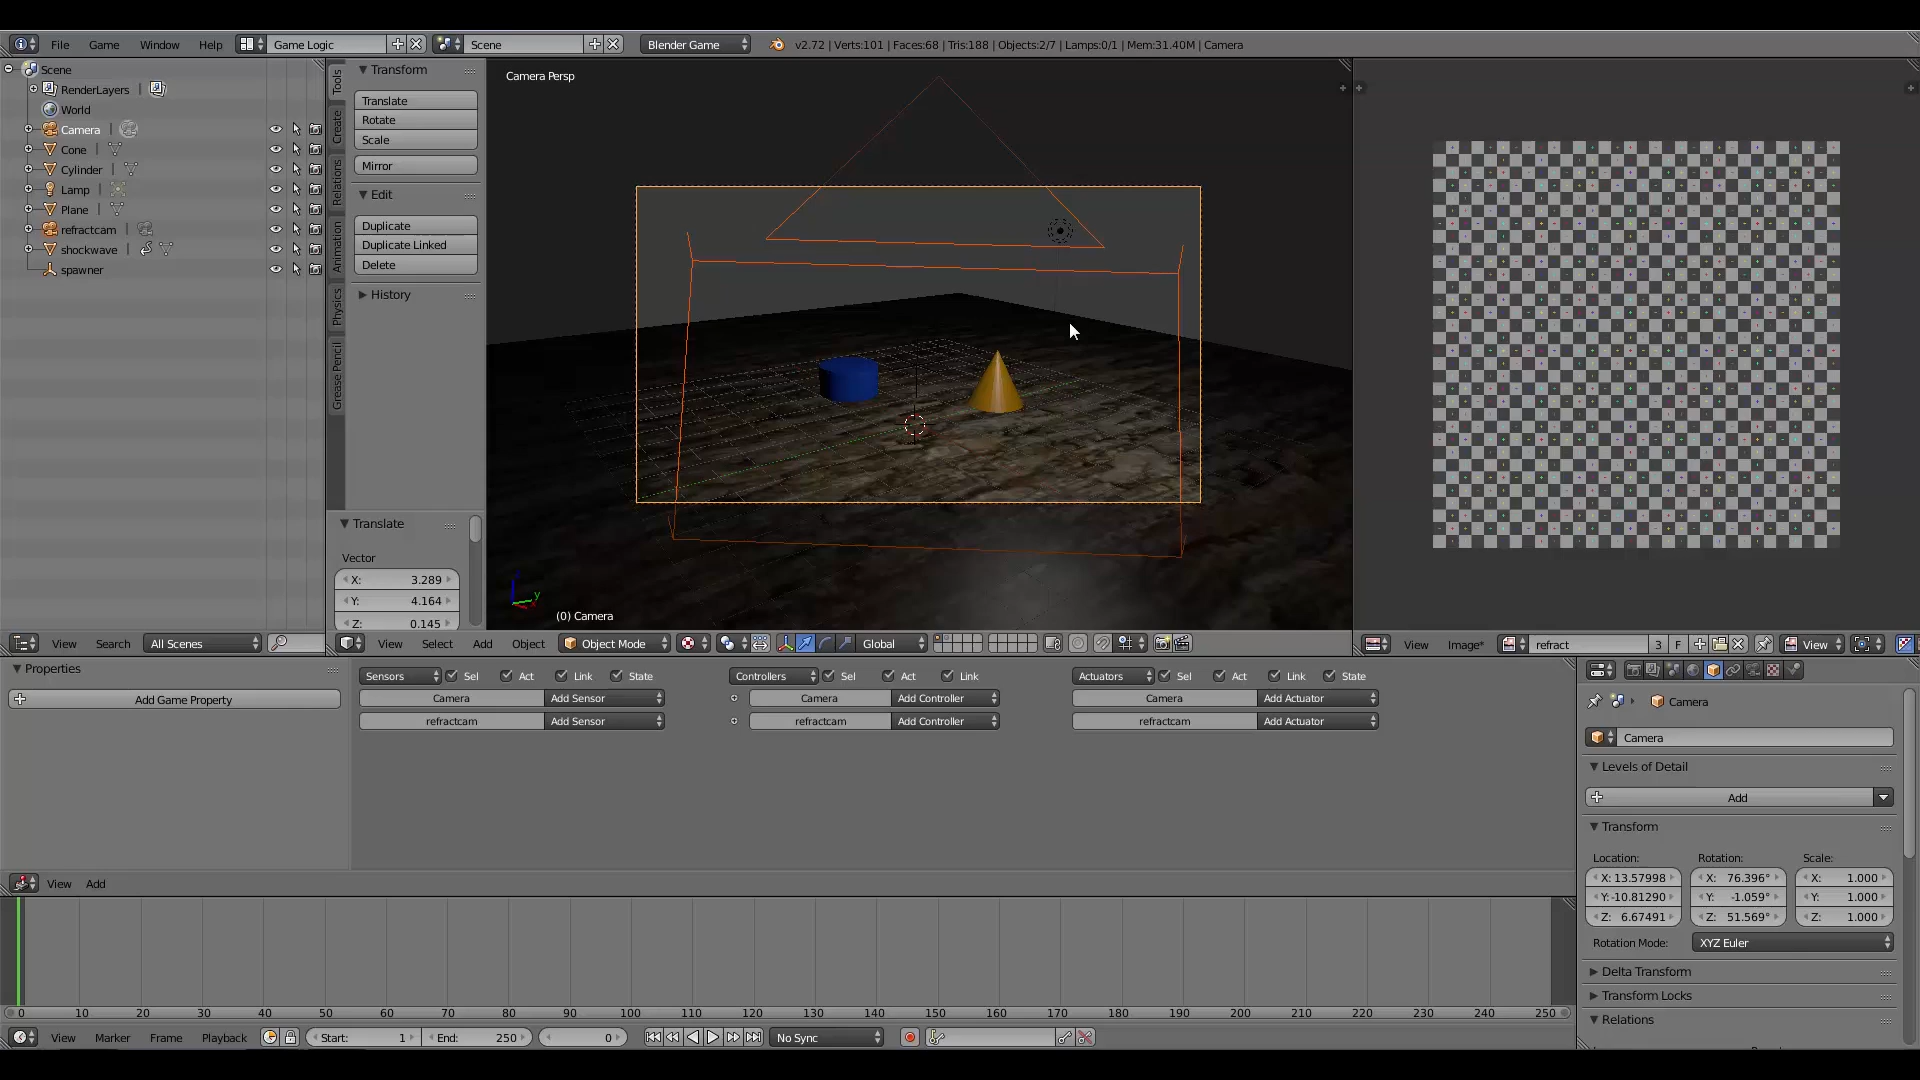 File Game Window Help Game Logic Scene Blender Game v2.72 | Verts:101 | Faces:68 | Tris:188 | Objects:2/7 | Lamps:0/1 | Mem:31.40M | Camera
Scene
RenderLayers
World
Camera
Cone
Cylinder
Lamp
Plane
refractcam
shockwave
spawner
View Search All Scenes
Tools
Create
Relations
Animation
Physics
Grease Pencil
Transform
Translate
Rotate
Scale
Mirror
Edit
Duplicate
Duplicate Linked
Delete
History
Translate
Vector
X: 3.289
Y: 4.164
Z: 0.145
Camera Persp
(0) Camera
View Select Add Object Object Mode Global
View Image* refract 3 F View
Properties
Add Game Property
Sensors Sel Act Link State
Camera Add Sensor
refractcam Add Sensor
Controllers Sel Act Link
Camera Add Controller
refractcam Add Controller
Actuators Sel Act Link State
Camera Add Actuator
refractcam Add Actuator
View Add
Camera
Camera
Levels of Detail
Add
Transform
Location: Rotation: Scale:
X: 13.57998 X: 76.396° X: 1.000
Y:-10.81290 Y: -1.059° Y: 1.000
Z: 6.67491 Z: 51.569° Z: 1.000
Rotation Mode: XYZ Euler
Delta Transform
Transform Locks
Relations
0 10 20 30 40 50 60 70 80 90 100 110 120 130 140 150 160 170 180 190 200 210 220 230 240 250
View Marker Frame Playback Start: 1 End: 250 0 No Sync